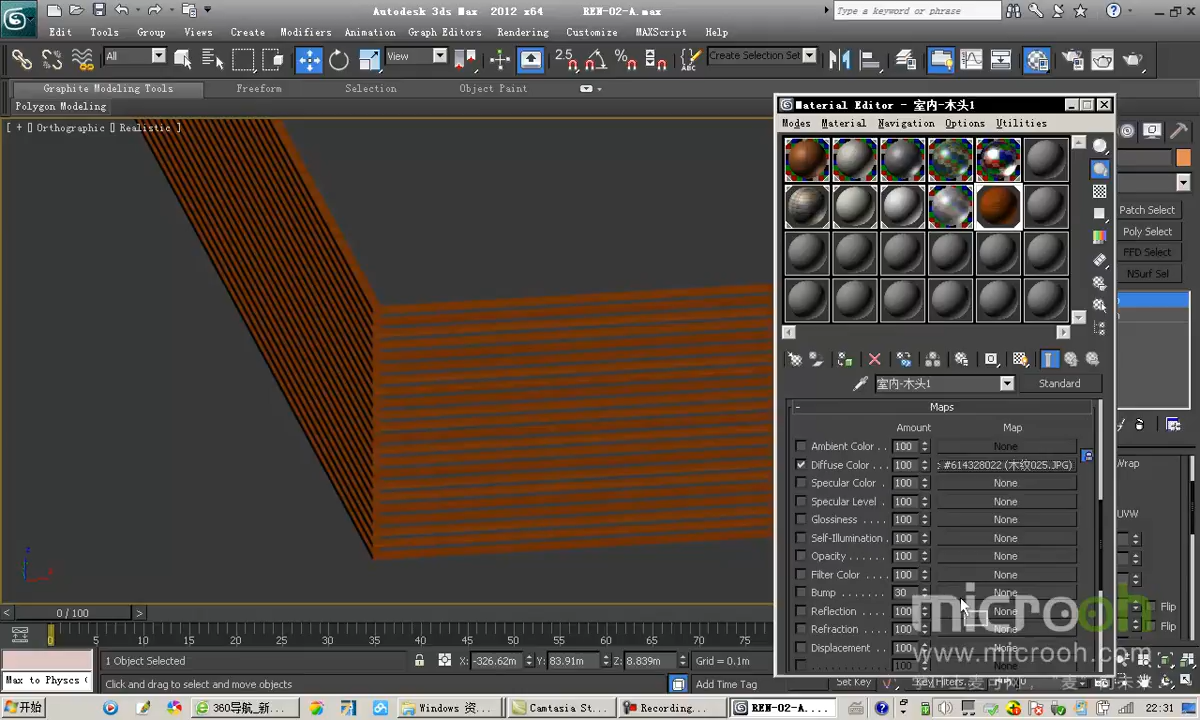 Autodesk 3ds Max 2012 x64 REN-02-A.max
Type a keyword or phrase
Edit Tools Group Views Create Modifiers Animation Graph Editors Rendering Customize MAXScript Help
All View 2.5 Create Selection Set
Graphite Modeling Tools Freeform Selection Object Paint
Polygon Modeling
[ + ][ Orthographic ][ Realistic ]
Material Editor - 室内-木头1
Modes Material Navigation Options Utilities
Patch Select
Poly Select
FFD Select
NSurf Sel
室内-木头1 Standard
Maps
Amount Map
Ambient Color . . 100 None
Diffuse Color . . . 100 : #614328022 (木纹025.JPG)
Specular Color . 100 None
Specular Level . 100 None
Glossiness . . . . 100 None
Self-Illumination . 100 None
Opacity . . . . . 100 None
Filter Color . . . . 100 None
Bump . . . . . . . 30 None
Reflection . . . . 100 None
Refraction . . . . 100 None
Displacement . . 100
Wrap
UVW
Flip
Flip
microoh
www.microoh.com
0 / 100
0 5 10 15 20 25 30 35 40 45 50 55 60 65 70 75
1 Object Selected X: -326.62m Y: 83.91m Z: 8.839m Grid = 0.1m
Max to Physcs ( Click and drag to select and move objects Add Time Tag Set Key Key Filters...
开始 360导航_新... Windows 资... Camtasia St... Recording... REN-02-A.... 22:31